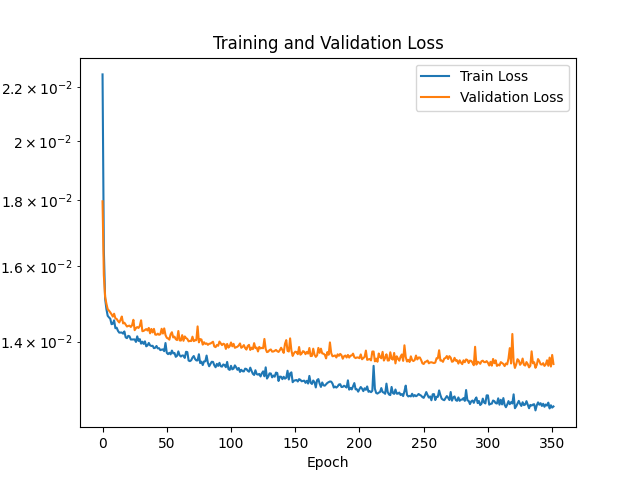 Training and Validation Loss
Train Loss
Validation Loss
2.2 × 10⁻²
2 × 10⁻²
1.8 × 10⁻²
1.6 × 10⁻²
1.4 × 10⁻²
0 50 100 150 200 250 300 350
Epoch